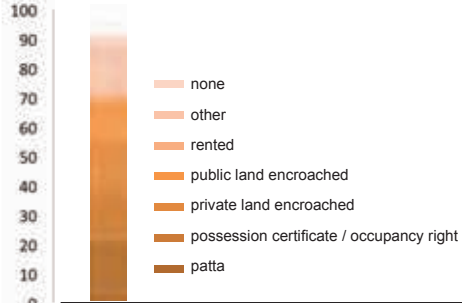 100
90
80
70
60
50
40
30
20
10
0
none
other
rented
public land encroached
private land encroached
possession certificate / occupancy right
patta